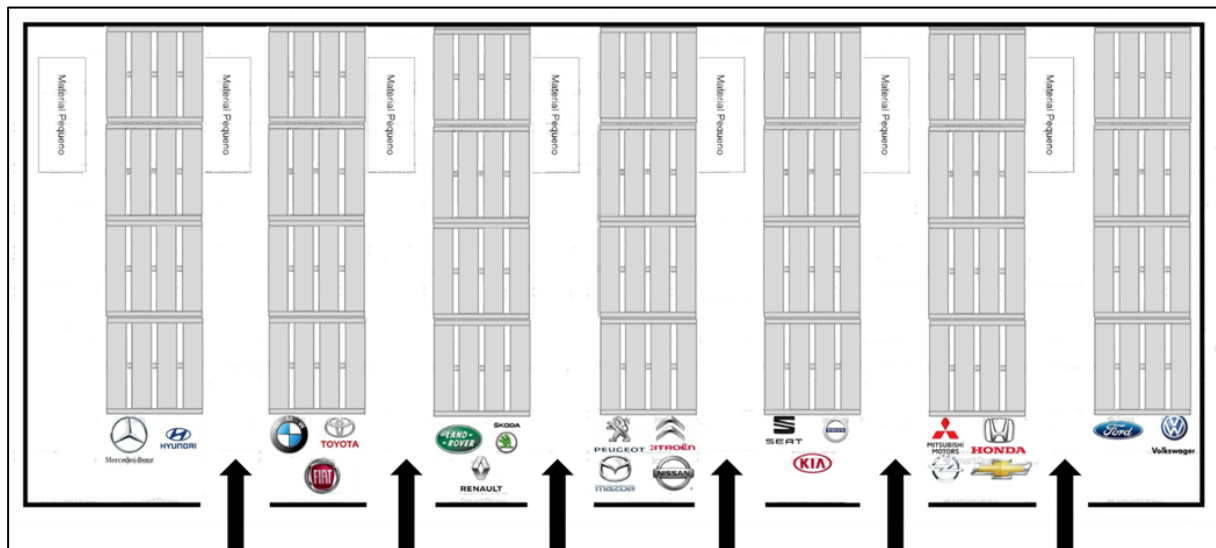 Material Pequeno
Material Pequeno
Material Pequeno
Material Pequeno
Material Pequeno
Material Pequeno
Material Pequeno
Mercedes-Benz
HYUNDAI
BMW
TOYOTA
FIAT
LAND ROVER
ŠKODA
RENAULT
PEUGEOT
CITROËN
mazda
NISSAN
SEAT
VOLVO
KIA
MITSUBISHI
MOTORS
HONDA
Ford
Volkswagen